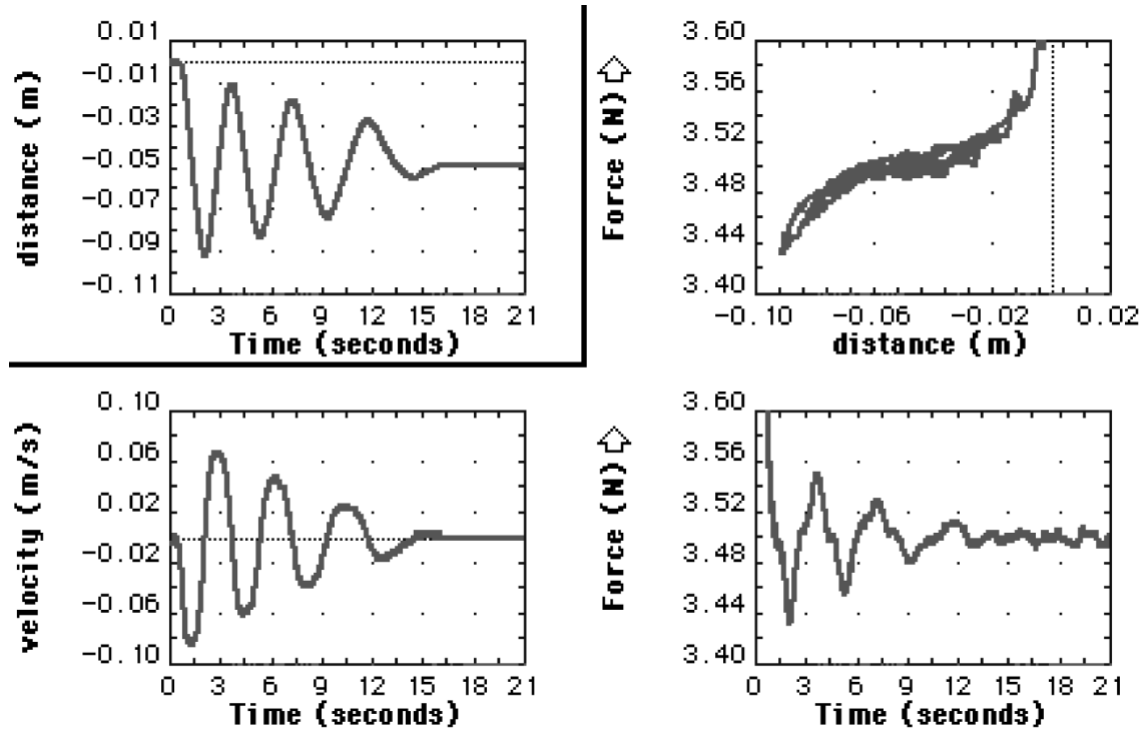 distance (m)
0.01
-0.01
-0.03
-0.05
-0.07
-0.09
-0.11
0 3 6 9 12 15 18 21
Time (seconds)
Force (N)
3.60
3.56
3.52
3.48
3.44
3.40
-0.10 -0.06 -0.02 0.02
distance (m)
velocity (m/s)
0.10
0.06
0.02
-0.02
-0.06
-0.10
0 3 6 9 12 15 18 21
Time (seconds)
Force (N)
3.60
3.56
3.52
3.48
3.44
3.40
0 3 6 9 12 15 18 21
Time (seconds)